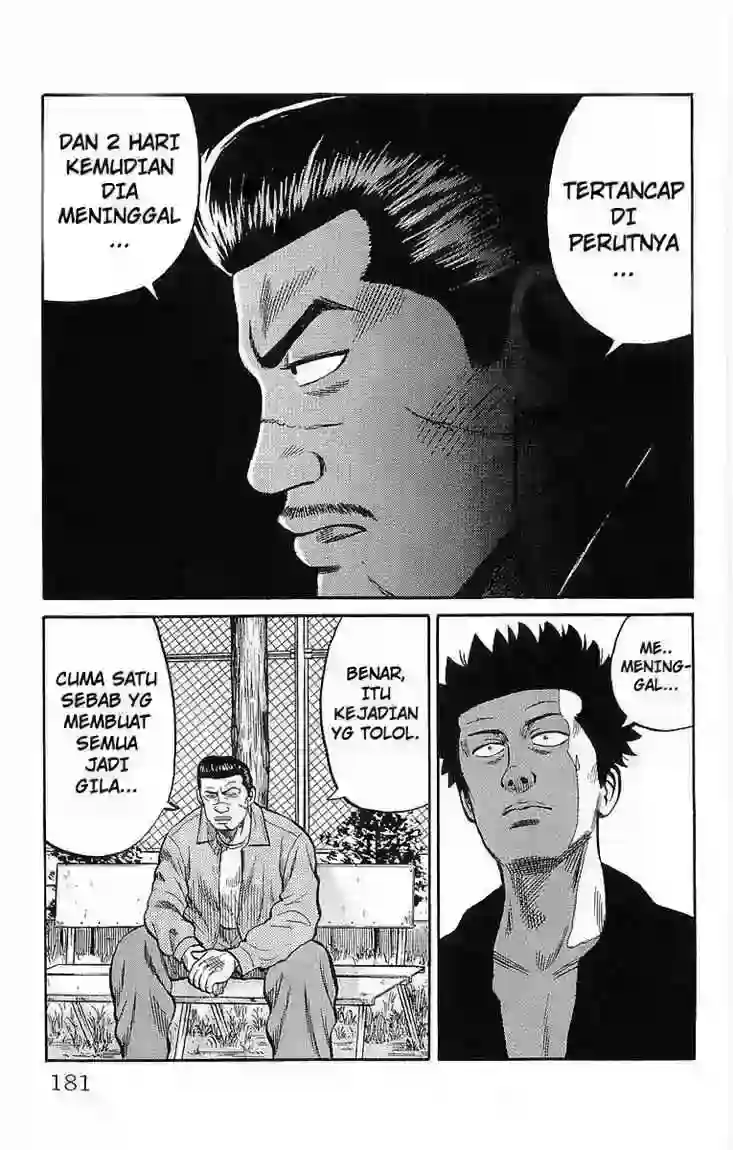 TERTANCAP
DI
PERUTNYA
...
DAN 2 HARI
KEMUDIAN
DIA
MENINGGAL
...
ME..
MENING-
GAL...
BENAR,
ITU
KEJADIAN
YG TOLOL.
CUMA SATU
SEBAB YG
MEMBUAT
SEMUA
JADI
GILA...
181